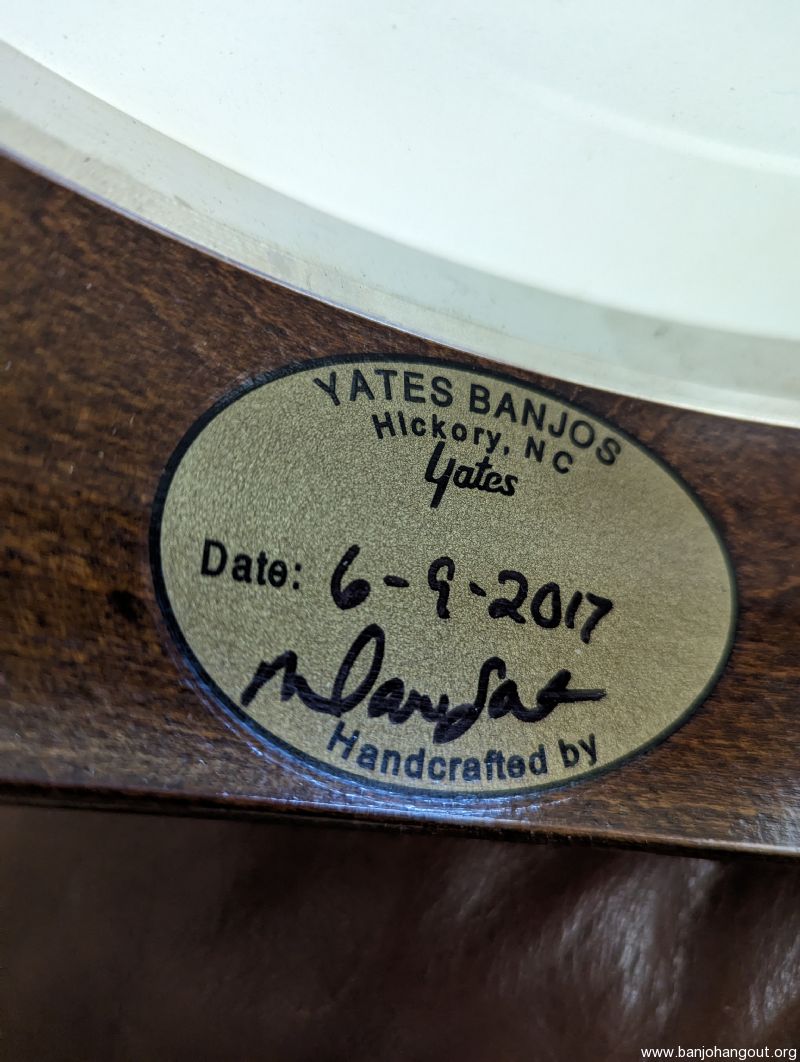 YATES BANJOS
Hickory, NC
Yates
Date: 6-9-2017
Handcrafted by
www.banjohangout.org